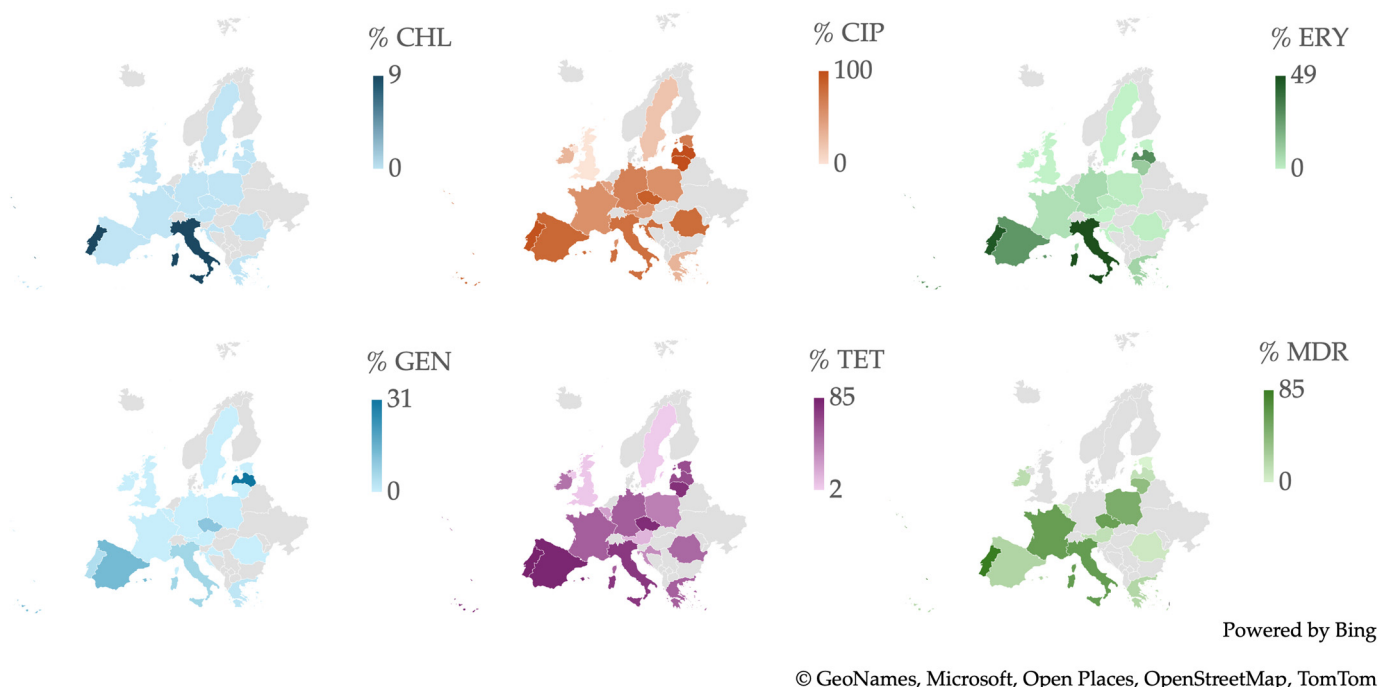 % CHL
9
0
% CIP
100
0
% ERY
49
0
% GEN
31
0
% TET
85
2
% MDR
85
0
Powered by Bing
© GeoNames, Microsoft, Open Places, OpenStreetMap, TomTom